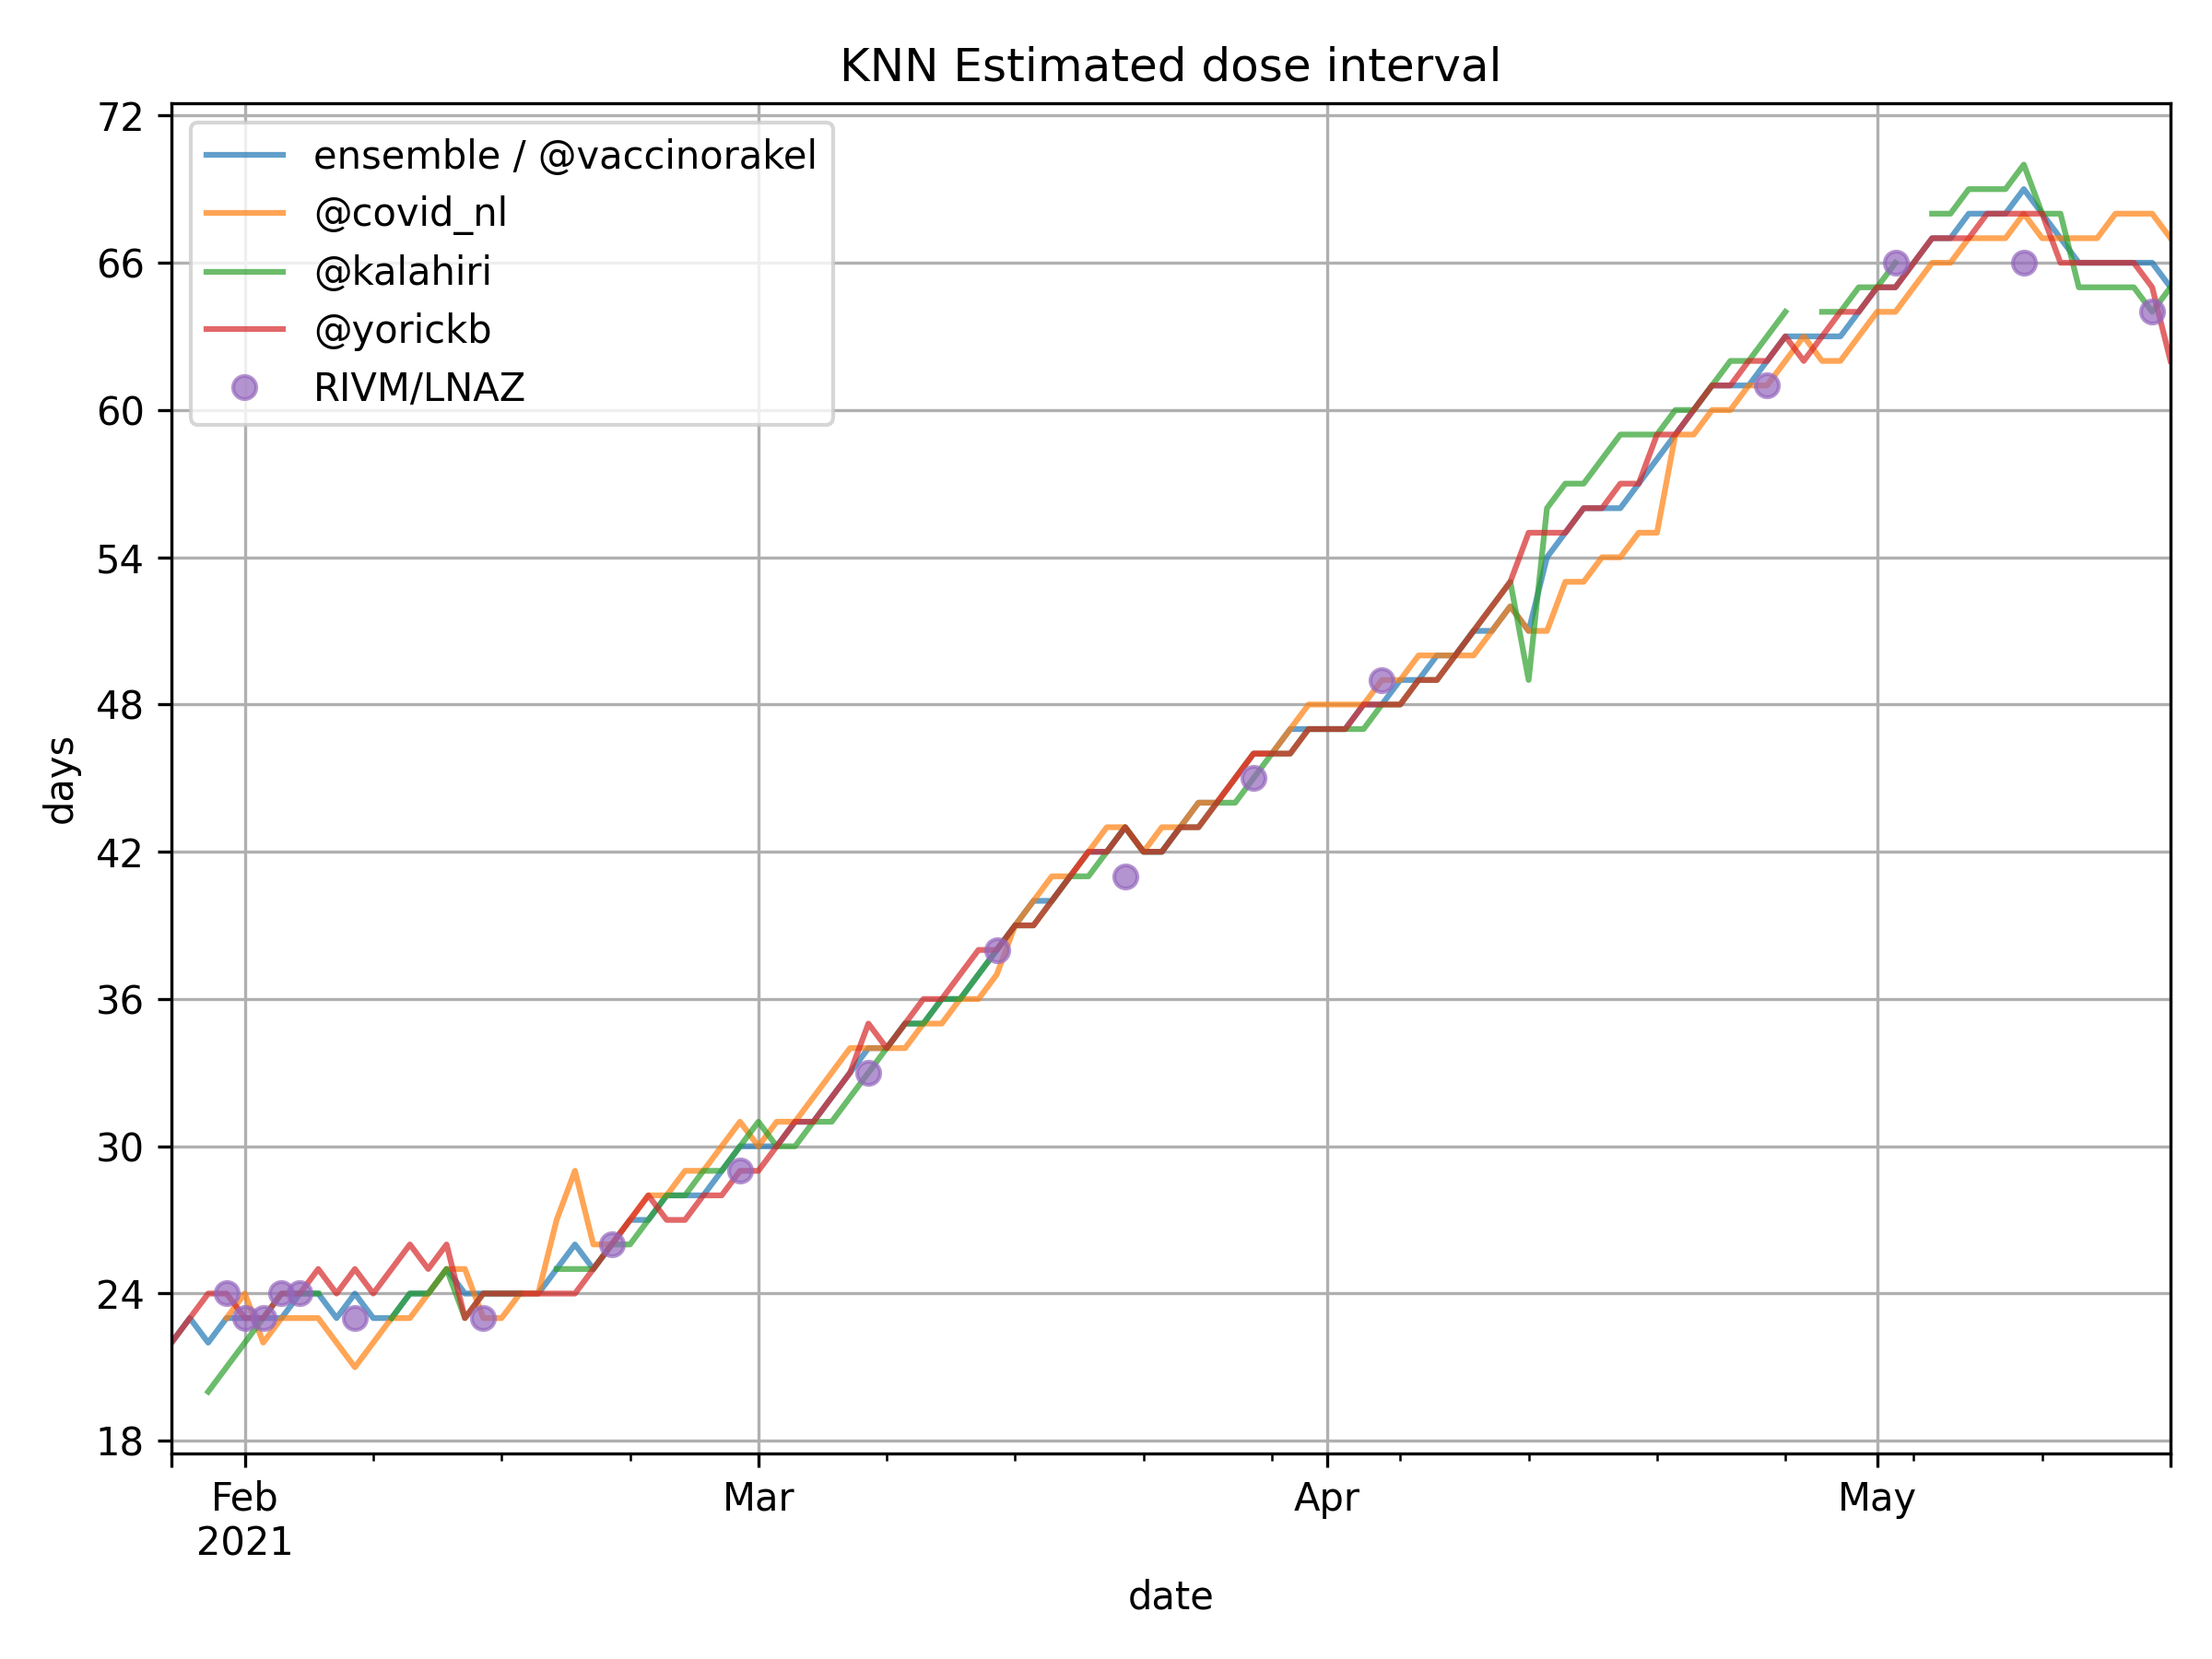 KNN Estimated dose interval
72
66
60
54
48
42
36
30
24
18
days
ensemble / @vaccinorakel
@covid_nl
@kalahiri
@yorickb
RIVM/LNAZ
Feb Mar Apr May
2021
date